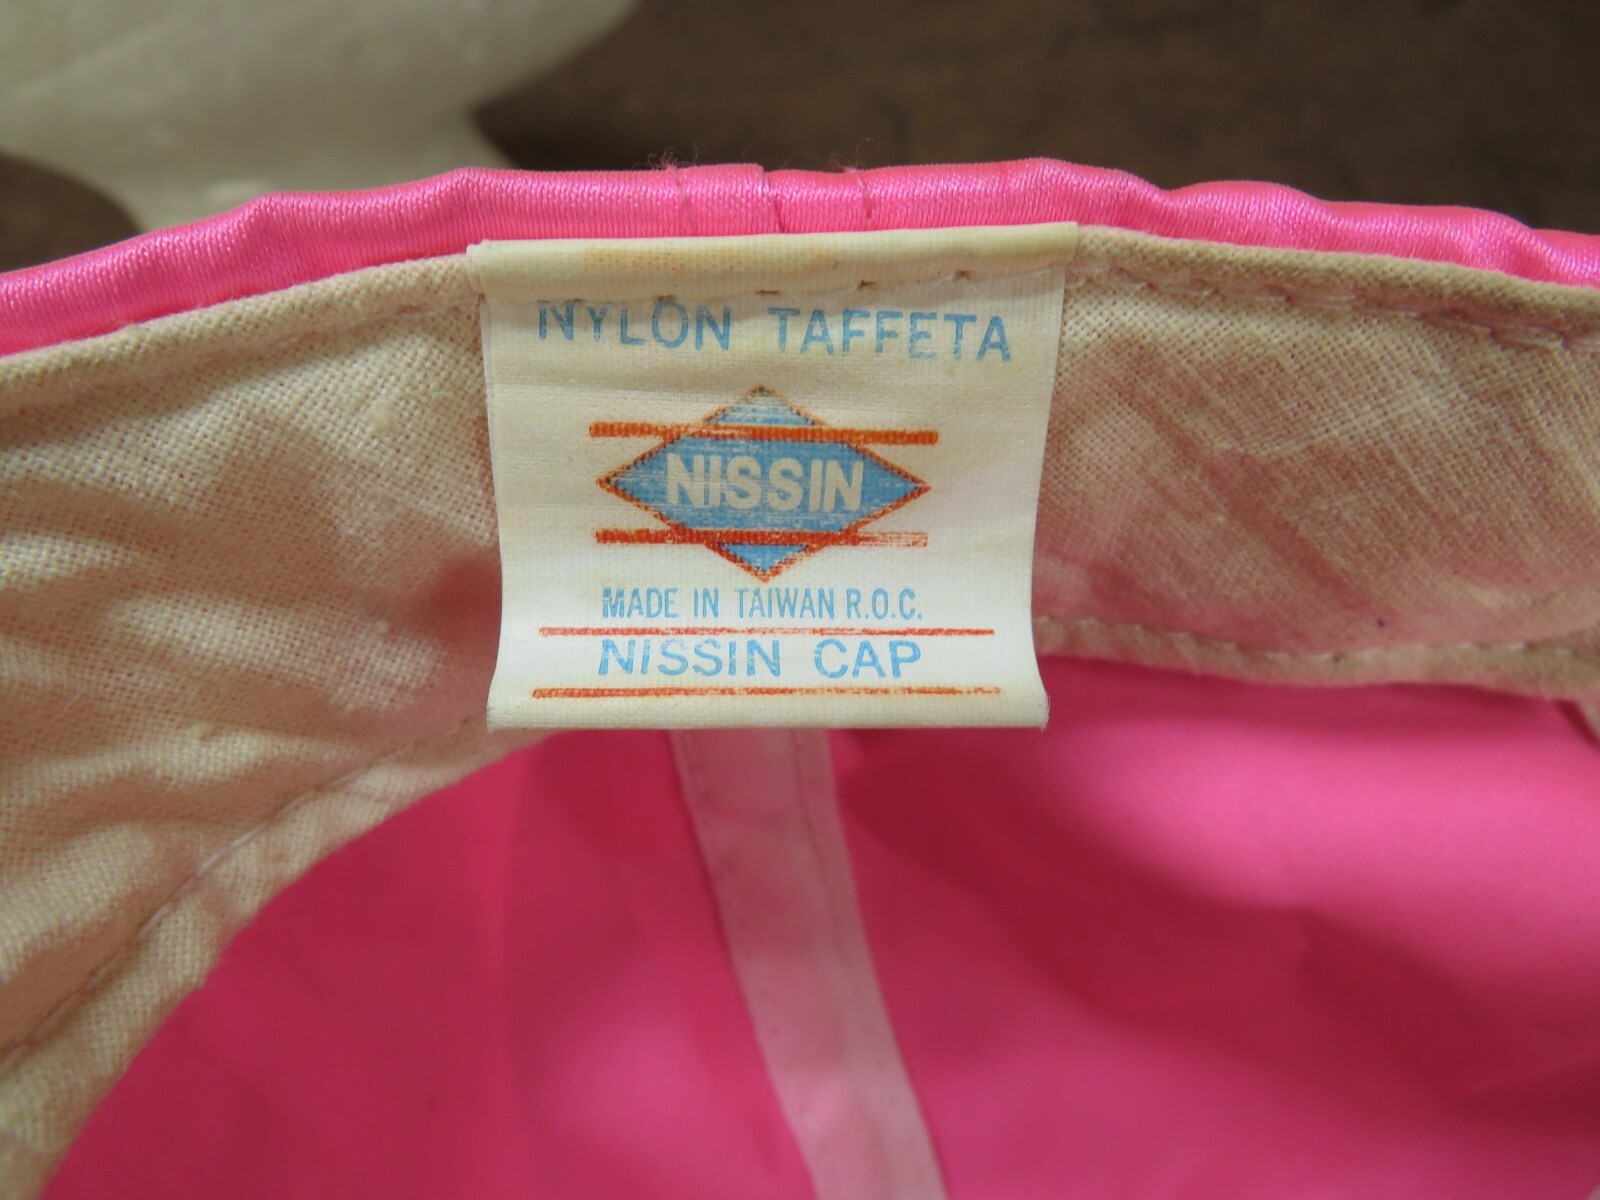 NYLON TAFFETA
NISSIN
MADE IN TAIWAN R.O.C.
NISSIN CAP